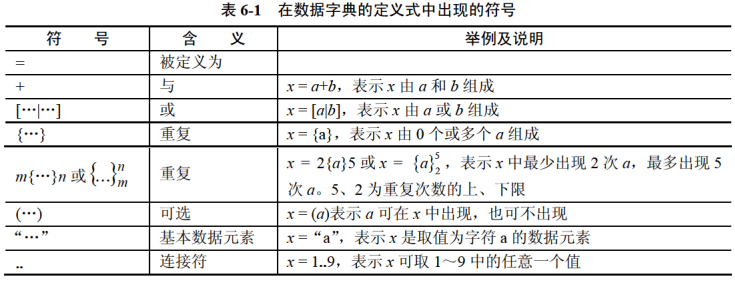 表 6-1 在数据字典的定义式中出现的符号
符 号 含 义 举例及说明
= 被定义为
+ 与 x = a+b，表示 x 由 a 和 b 组成
[…|…] 或 x = [a|b]，表示 x 由 a 或 b 组成
{…} 重复 x = {a}，表示 x 由 0 个或多个 a 组成
m{…}n 或 {…}ₘⁿ 重复 x = 2{a}5 或 x = {a}₂⁵，表示 x 中最少出现 2 次 a，最多出现 5
次 a。5、2 为重复次数的上、下限
(…) 可选 x = (a)表示 a 可在 x 中出现，也可不出现
“…” 基本数据元素 x = “a”，表示 x 是取值为字符 a 的数据元素
.. 连接符 x = 1..9，表示 x 可取 1～9 中的任意一个值